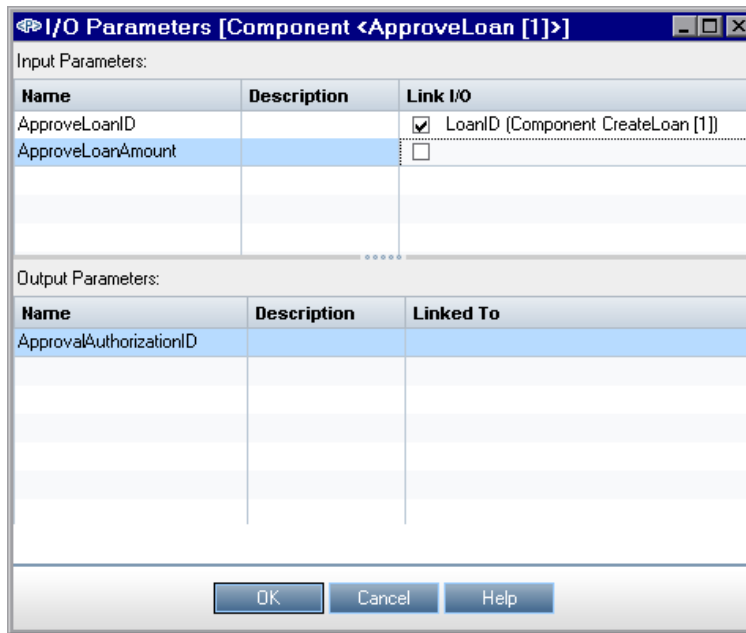 I/O Parameters [Component <ApproveLoan [1]>]
Input Parameters:
Name Description Link I/O
ApproveLoanID LoanID (Component CreateLoan [1])
ApproveLoanAmount
Output Parameters:
Name Description Linked To
ApprovalAuthorizationID
OK Cancel Help